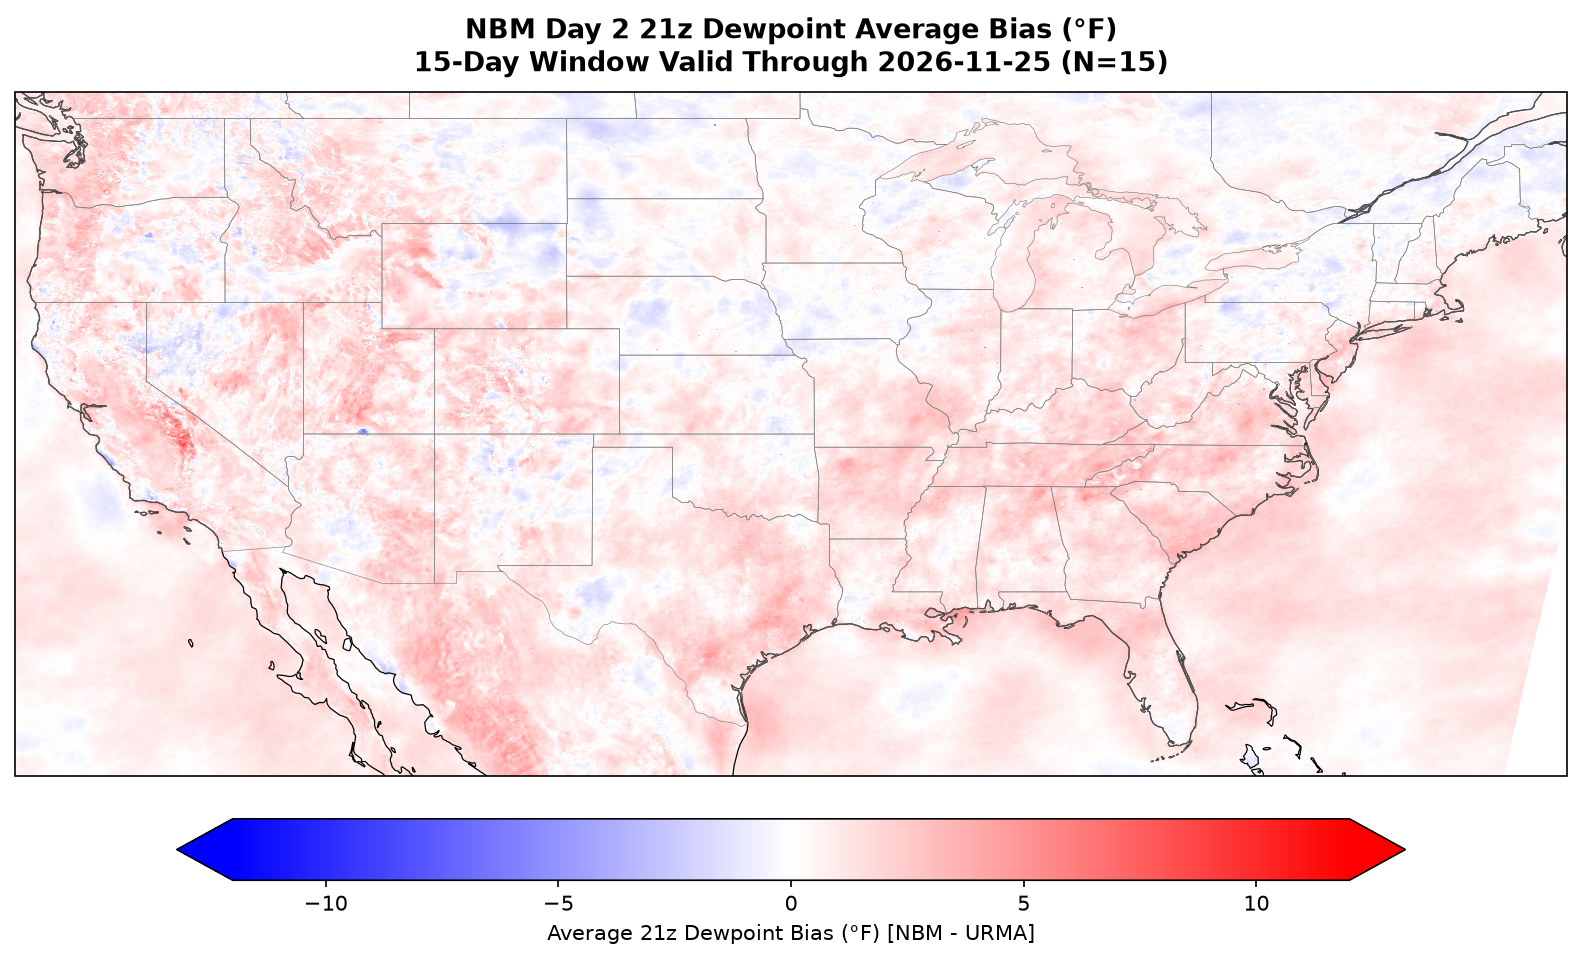 NBM Day 2 21z Dewpoint Average Bias (°F)
15-Day Window Valid Through 2026-11-25 (N=15)
−10 −5 0 5 10
Average 21z Dewpoint Bias (°F) [NBM - URMA]